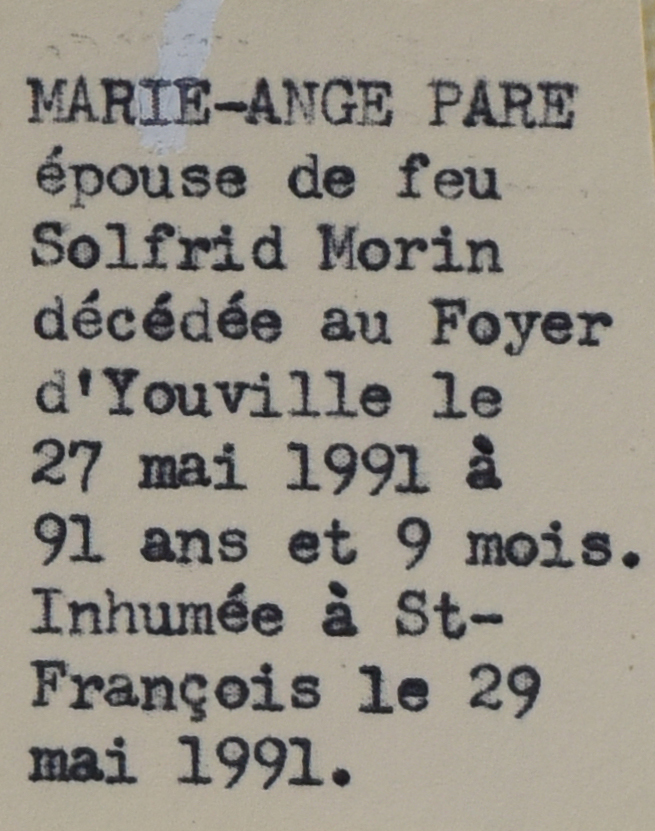 MARIE-ANGE PARE
épouse de feu
Solfrid Morin
décédée au Foyer
d'Youville le
27 mai 1991 à
91 ans et 9 mois.
Inhumée à St-
François le 29
mai 1991.